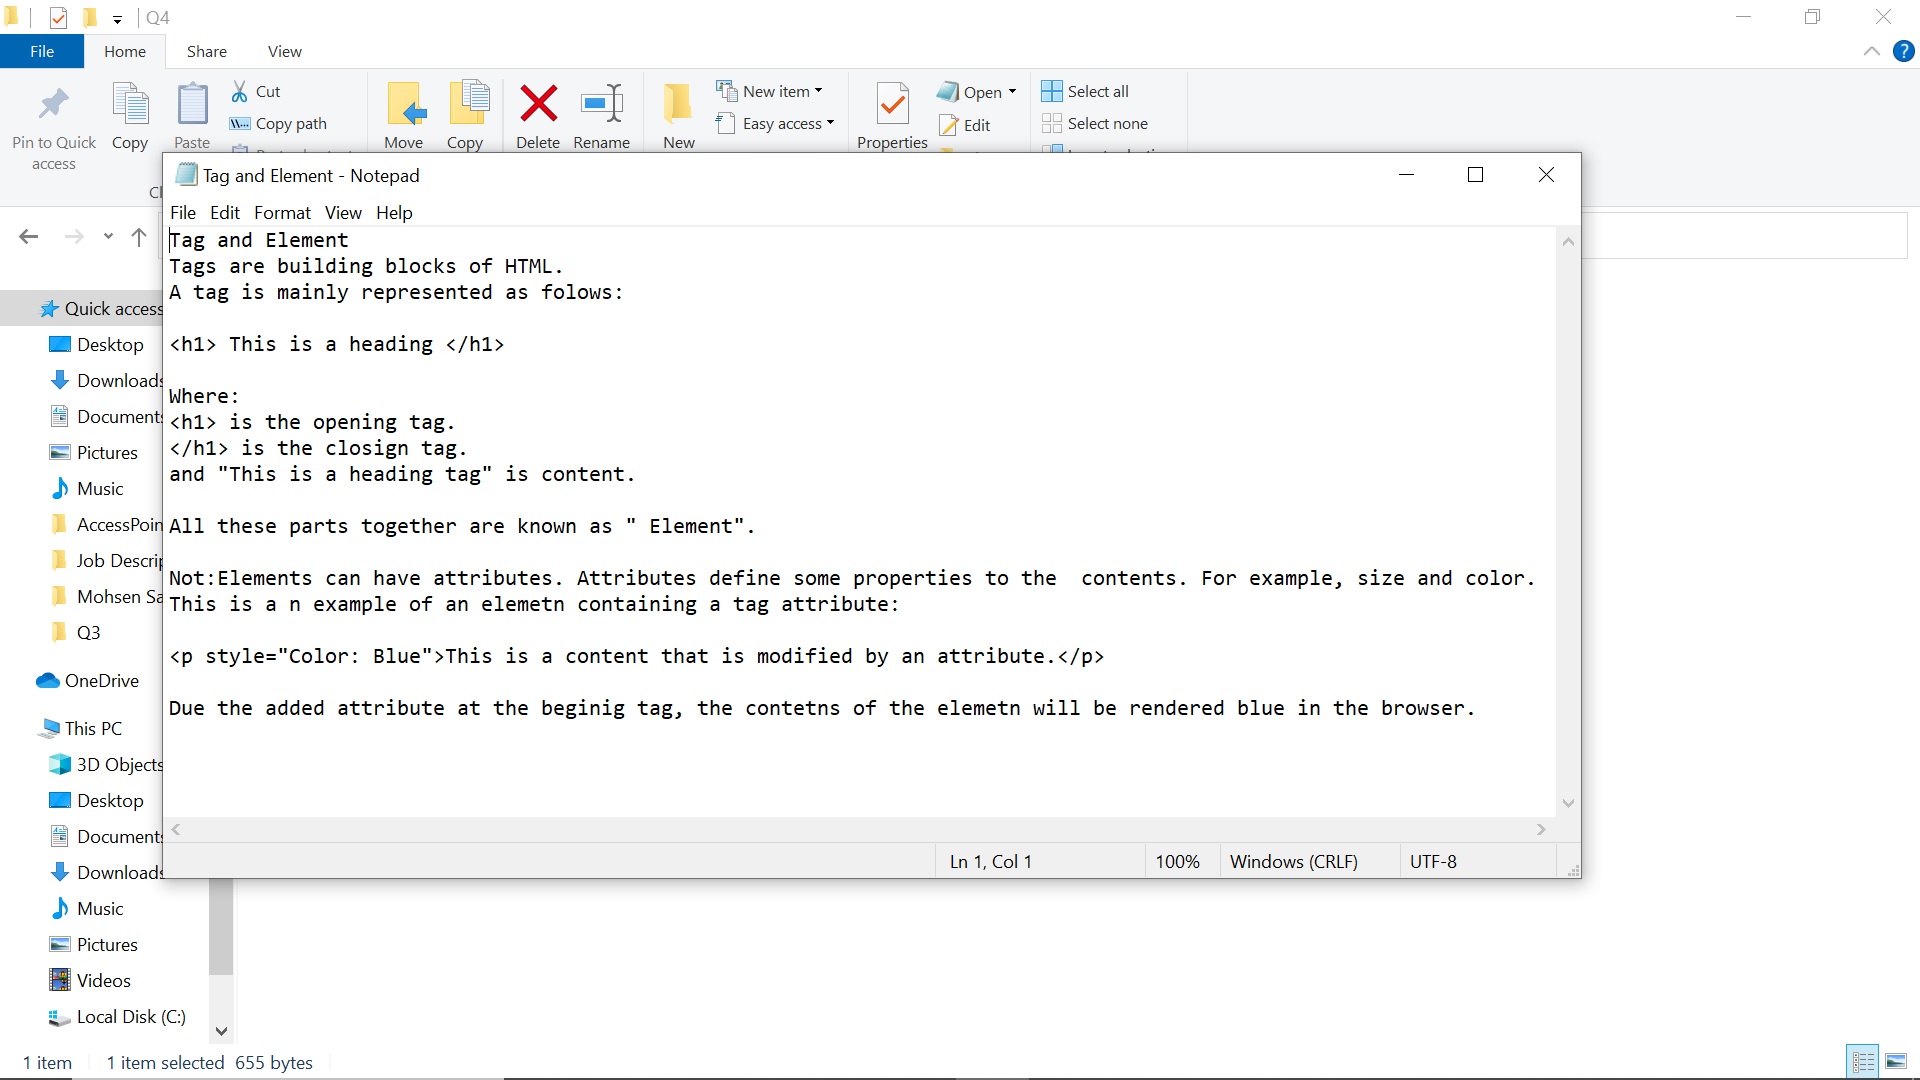 Q4
File Home Share View
Pin to Quick access
Copy
Paste
Cut
Copy path
Move
Copy
Delete
Rename
New
New item
Easy access
Properties
Open
Edit
Select all
Select none
Tag and Element - Notepad
File Edit Format View Help
Tag and Element
Tags are building blocks of HTML.
A tag is mainly represented as folows:
<h1> This is a heading </h1>
Where:
<h1> is the opening tag.
</h1> is the closign tag.
and "This is a heading tag" is content.
All these parts together are known as " Element".
Not:Elements can have attributes. Attributes define some properties to the  contents. For example, size and color.
This is a n example of an elemetn containing a tag attribute:
<p style="Color: Blue">This is a content that is modified by an attribute.</p>
Due the added attribute at the beginig tag, the contetns of the elemetn will be rendered blue in the browser.
Ln 1, Col 1 100% Windows (CRLF) UTF-8
Quick access
Desktop
Downloads
Documents
Pictures
Music
AccessPoin
Job Descrip
Mohsen Sa
Q3
OneDrive
This PC
3D Objects
Desktop
Documents
Downloads
Music
Pictures
Videos
Local Disk (C:)
1 item 1 item selected 655 bytes